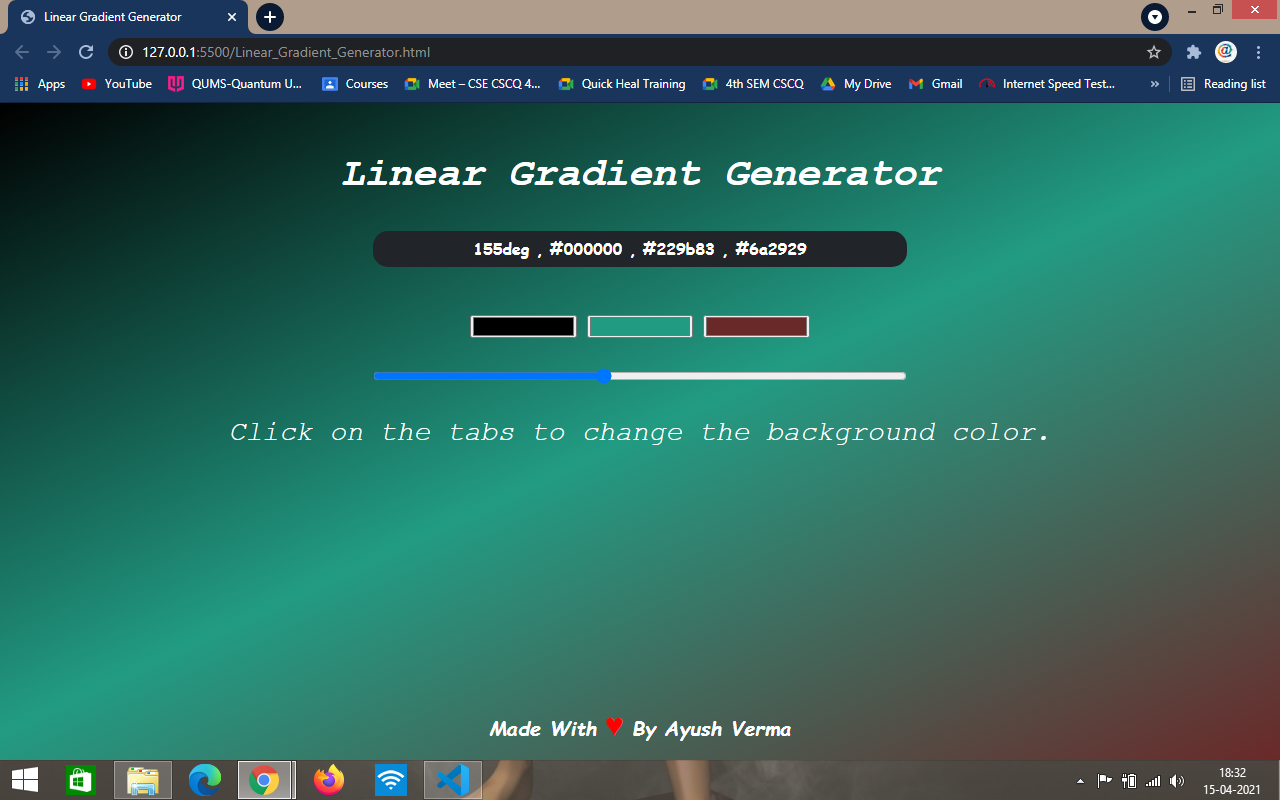 Linear Gradient Generator
127.0.0.1:5500/Linear_Gradient_Generator.html
Apps YouTube QUMS-Quantum U... Courses Meet – CSE CSCQ 4... Quick Heal Training 4th SEM CSCQ My Drive Gmail Internet Speed Test... » Reading list
Linear Gradient Generator
155deg , #000000 , #229b83 , #6a2929
Click on the tabs to change the background color.
Made With ♥ By Ayush Verma
18:32
15-04-2021